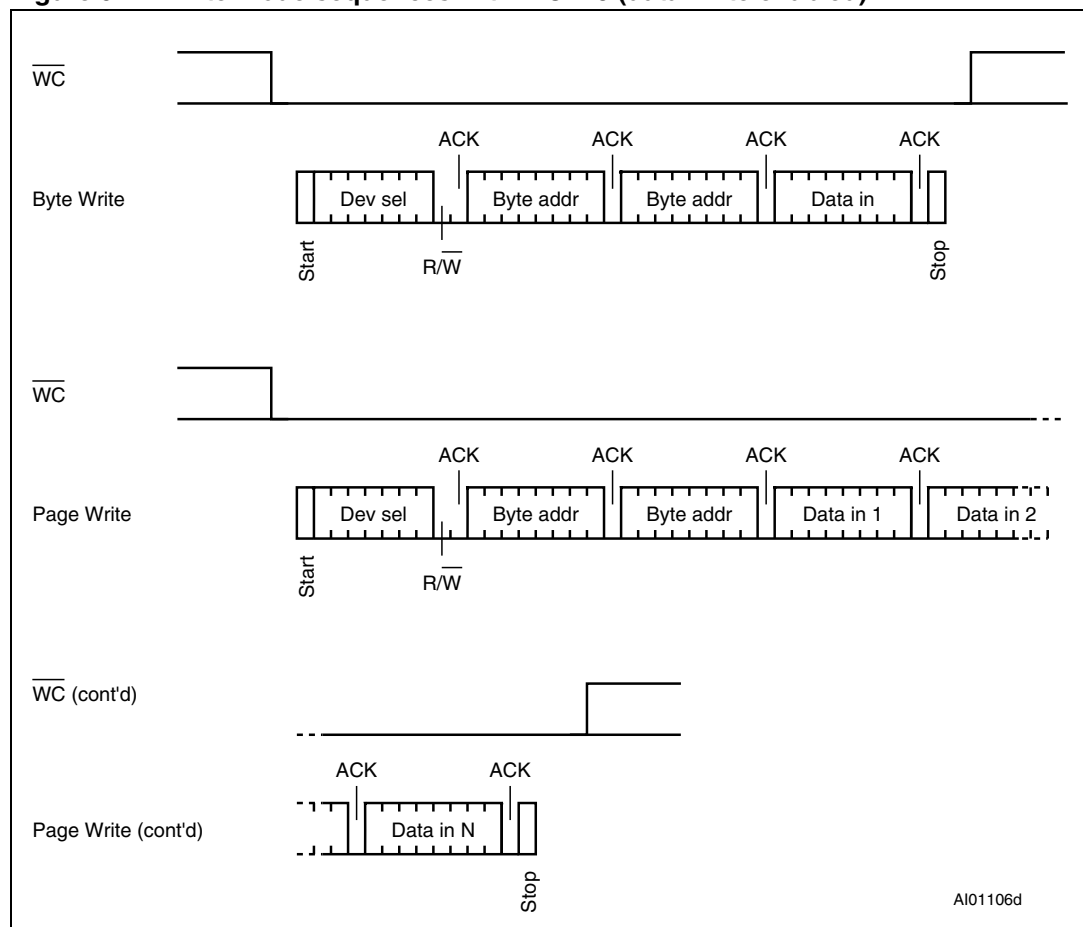 WC
ACK ACK ACK ACK
Byte Write
Dev sel Byte addr Byte addr Data in
Start
R/W
Stop
WC
ACK ACK ACK ACK
Page Write
Dev sel Byte addr Byte addr Data in 1 Data in 2
Start
R/W
WC (cont'd)
ACK ACK
Page Write (cont'd)
Data in N
Stop
AI01106d